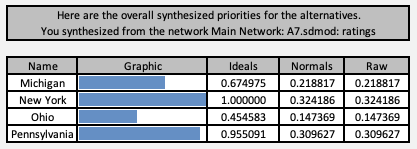 Here are the overall synthesized priorities for the alternatives.
You synthesized from the network Main Network: A7.sdmod: ratings
Name Graphic Ideals Normals Raw
Michigan 0.674975 0.218817 0.218817
New York 1.000000 0.324186 0.324186
Ohio 0.454583 0.147369 0.147369
Pennsylvania 0.955091 0.309627 0.309627